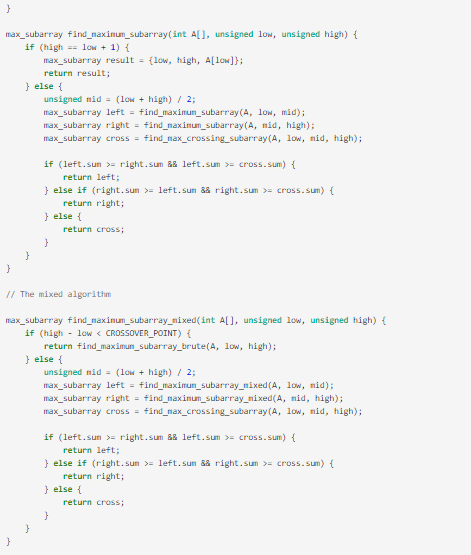 }

max_subarray find_maximum_subarray(int A[], unsigned low, unsigned high) {
    if (high == low + 1) {
        max_subarray result = {low, high, A[low]};
        return result;
    } else {
        unsigned mid = (low + high) / 2;
        max_subarray left = find_maximum_subarray(A, low, mid);
        max_subarray right = find_maximum_subarray(A, mid, high);
        max_subarray cross = find_max_crossing_subarray(A, low, mid, high);

        if (left.sum >= right.sum && left.sum >= cross.sum) {
            return left;
        } else if (right.sum >= left.sum && right.sum >= cross.sum) {
            return right;
        } else {
            return cross;
        }
    }
}

// The mixed algorithm

max_subarray find_maximum_subarray_mixed(int A[], unsigned low, unsigned high) {
    if (high - low < CROSSOVER_POINT) {
        return find_maximum_subarray_brute(A, low, high);
    } else {
        unsigned mid = (low + high) / 2;
        max_subarray left = find_maximum_subarray_mixed(A, low, mid);
        max_subarray right = find_maximum_subarray_mixed(A, mid, high);
        max_subarray cross = find_max_crossing_subarray(A, low, mid, high);

        if (left.sum >= right.sum && left.sum >= cross.sum) {
            return left;
        } else if (right.sum >= left.sum && right.sum >= cross.sum) {
            return right;
        } else {
            return cross;
        }
    }
}